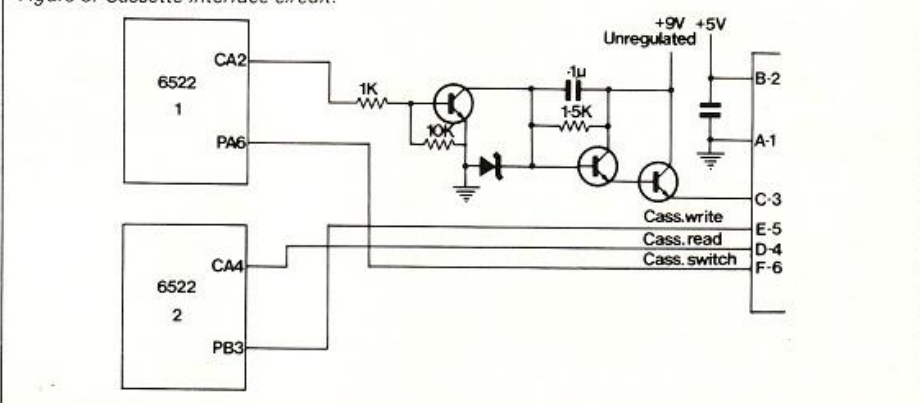 Figure 3. Cassette interface circuit.
+9V +5V
Unregulated
CA2
6522
1
PA6
1K
10K
·1µ
1·5K
B-2
A-1
C-3
Cass.write
E-5
Cass.read
D-4
Cass.switch
F-6
CA4
6522
2
PB3